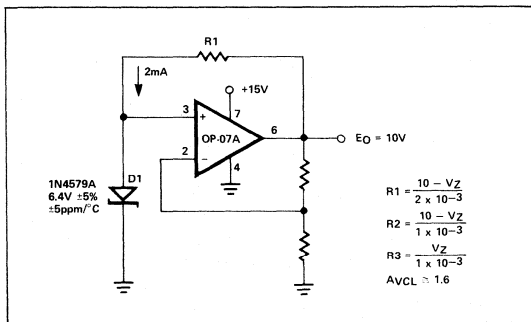 R1
2mA
+15V
3
+
7
OP-07A
6
EO = 10V
2
−
4
1N4579A
6.4V ±5%
±5ppm/°C
D1
R1 = 10 − VZ / 2 x 10−3
R2 = 10 − VZ / 1 x 10−3
R3 = VZ / 1 x 10−3
AVCL ≅ 1.6